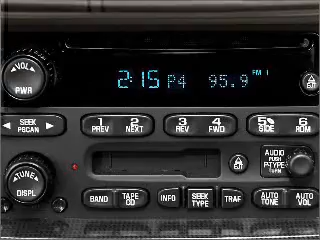 VOL
PWR
2:15 P4 95.9 FM 1
SEEK
PSCAN
1
PREV
2
NEXT
3
REV
4
FWD
5
SIDE
6
RDM
AUDIO
PUSH
P-TYPE
TURN
TUNE
DISPL
BAND
TAPE
CD
INFO
SEEK
TYPE
TRAF
AUTO
TONE
AUTO
VOL